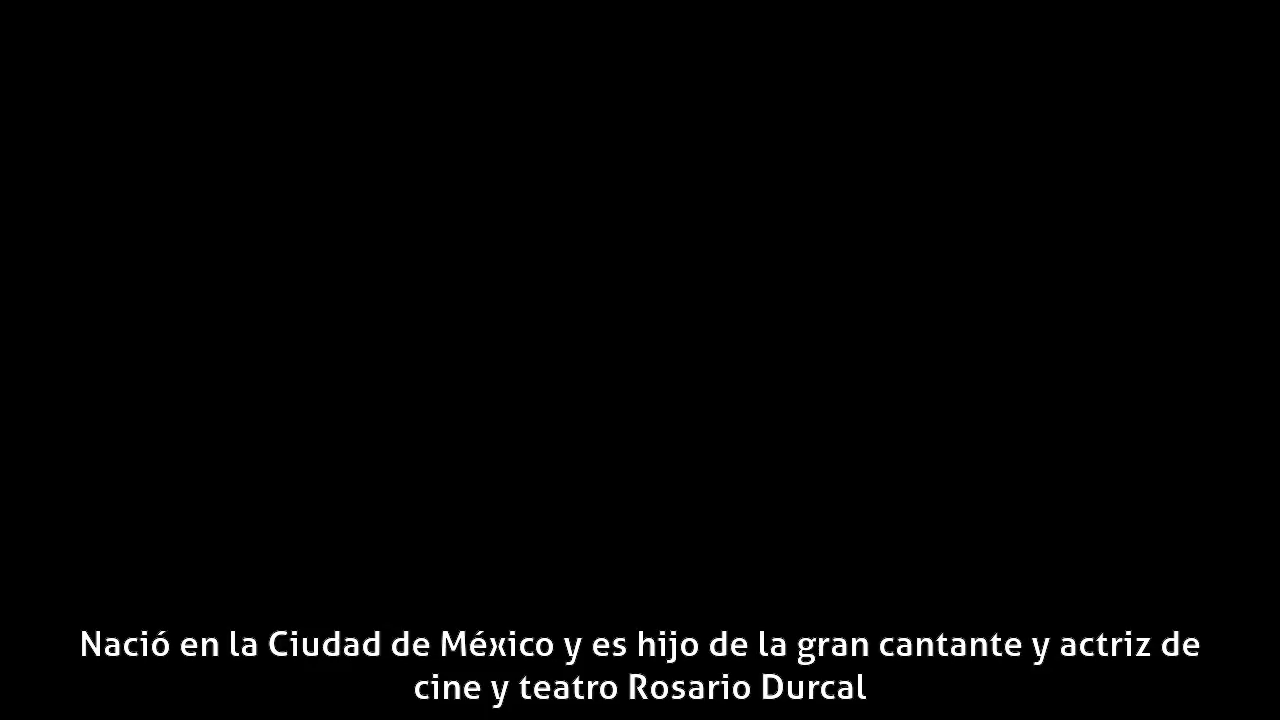 Nació en la Ciudad de México y es hijo de la gran cantante y actriz de
cine y teatro Rosario Durcal